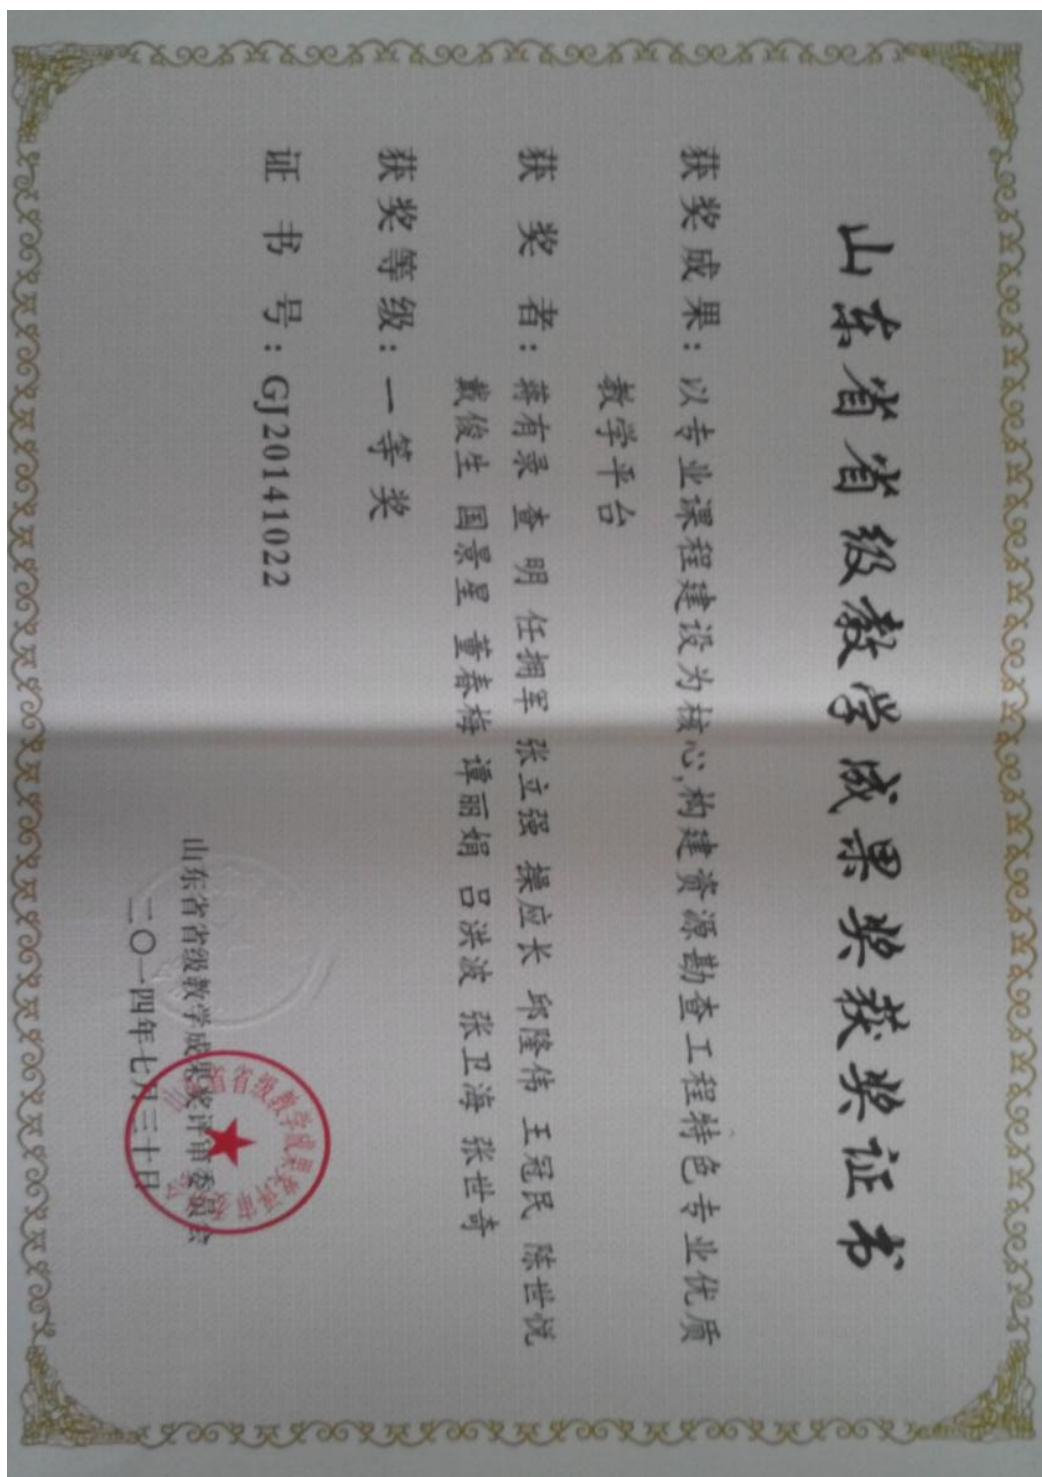 山东省省级教学成果奖获奖证书
获奖成果：以专业课程建设为核心,构建资源勘查工程特色专业优质
教学平台
获 奖 者：蒋有录 查 明 任拥军 张立强 操应长 邱隆伟 王冠民 陈世悦
戴俊生 国景星 董春梅 谭丽娟 吕洪波 张卫海 张世奇
获奖等级：一等奖
证 书 号：GJ20141022
山东省省级教学成果奖评审委员会
二〇一四年七月三十日